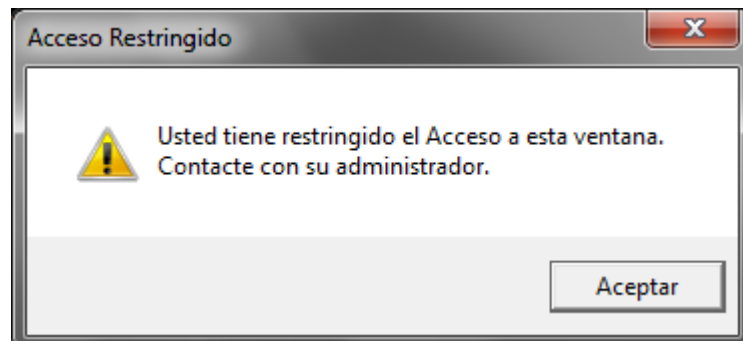 Acceso Restringido
Usted tiene restringido el Acceso a esta ventana.
Contacte con su administrador.
Aceptar